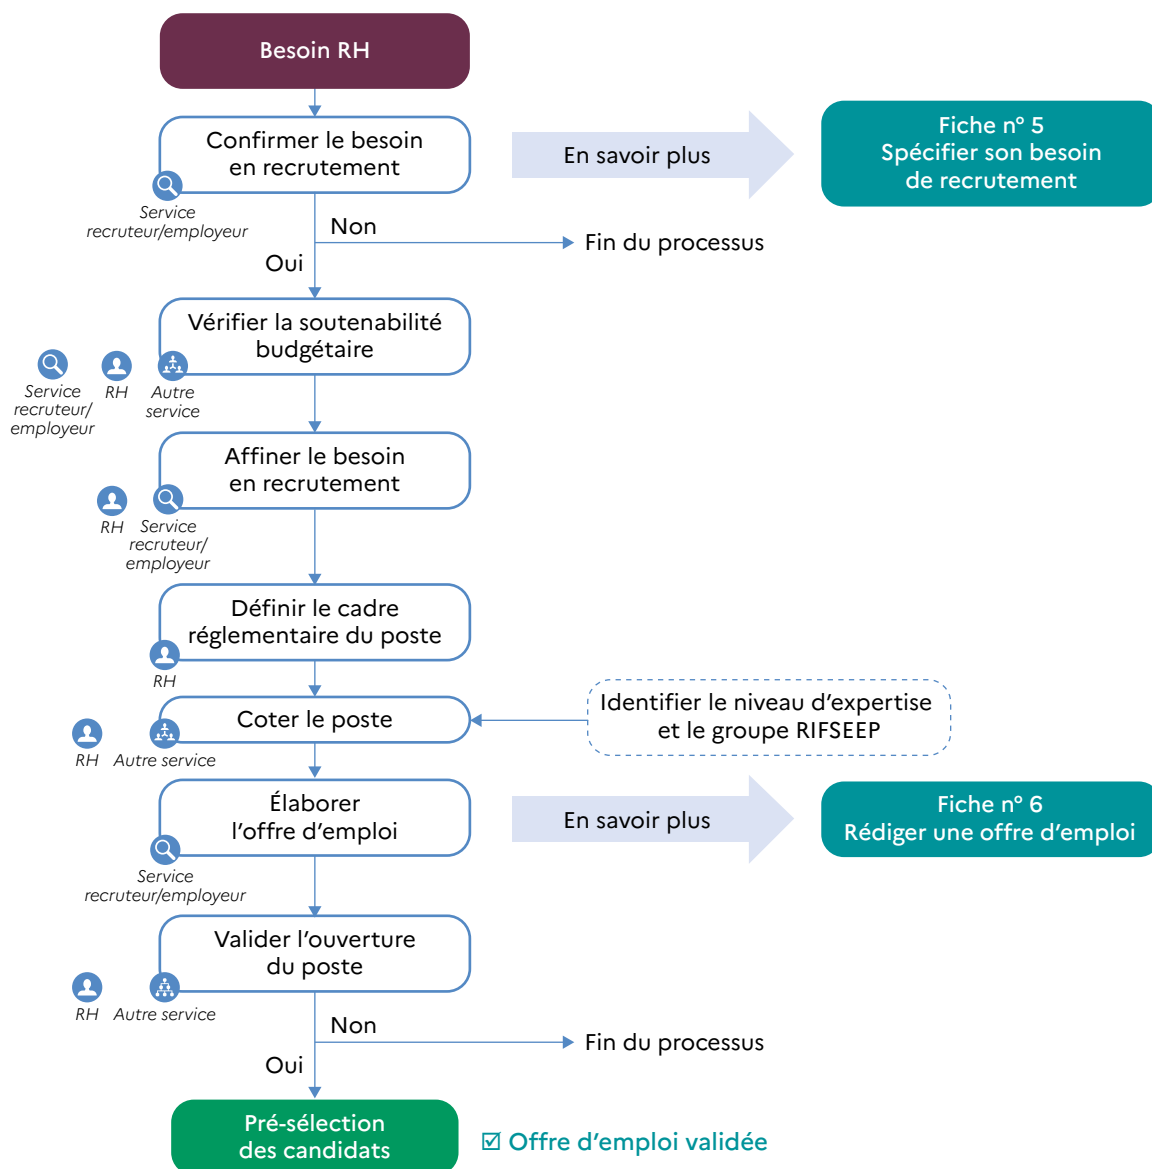 Besoin RH
Confirmer le besoin
en recrutement
En savoir plus
Fiche n° 5
Spécifier son besoin
de recrutement
Service
recruteur/employeur
Non
Fin du processus
Oui
Vérifier la soutenabilité
budgétaire
Service
recruteur/
employeur
RH
Autre
service
Affiner le besoin
en recrutement
RH
Service
recruteur/
employeur
Définir le cadre
réglementaire du poste
RH
Coter le poste
Identifier le niveau d’expertise
et le groupe RIFSEEP
RH
Autre service
Élaborer
l’offre d’emploi
En savoir plus
Fiche n° 6
Rédiger une offre d’emploi
Service
recruteur/employeur
Valider l’ouverture
du poste
RH
Autre service
Non
Fin du processus
Oui
Pré-sélection
des candidats
☑ Offre d’emploi validée